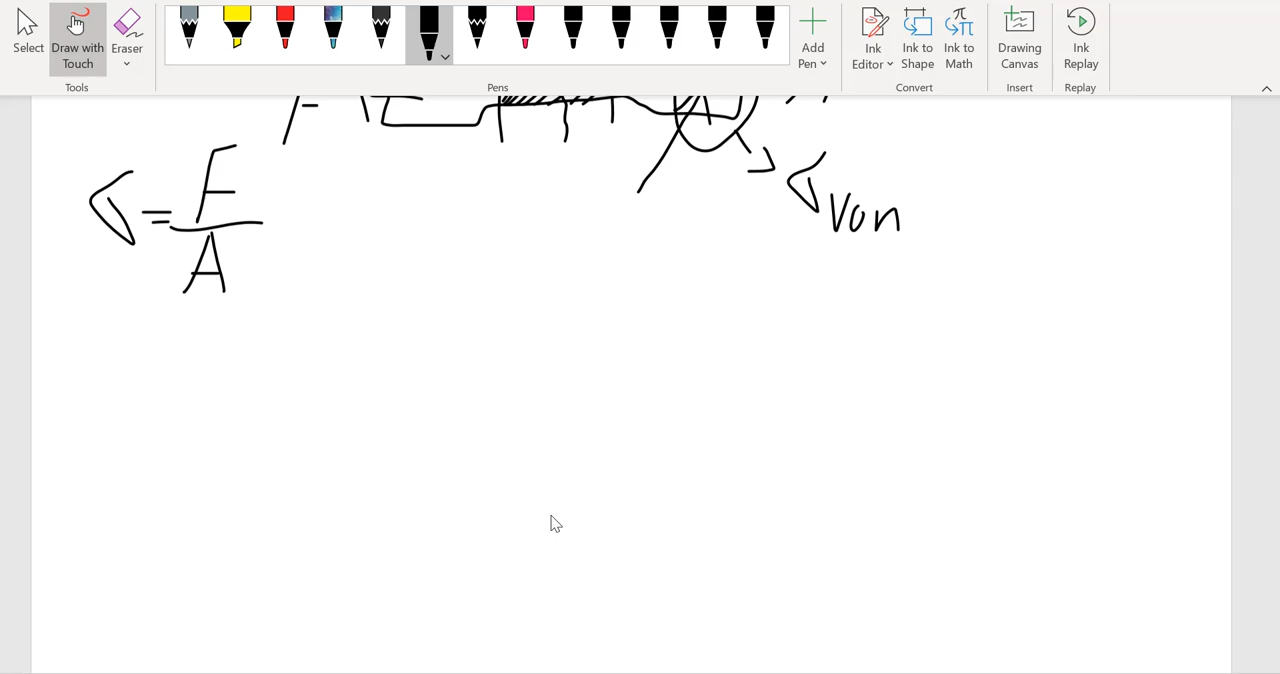 Select
Draw with Touch
Eraser
Add Pen
Ink Editor
Ink to Shape
Ink to Math
Drawing Canvas
Ink Replay
Tools
Pens
Convert
Insert
Replay
F
σ = F
A
σ von